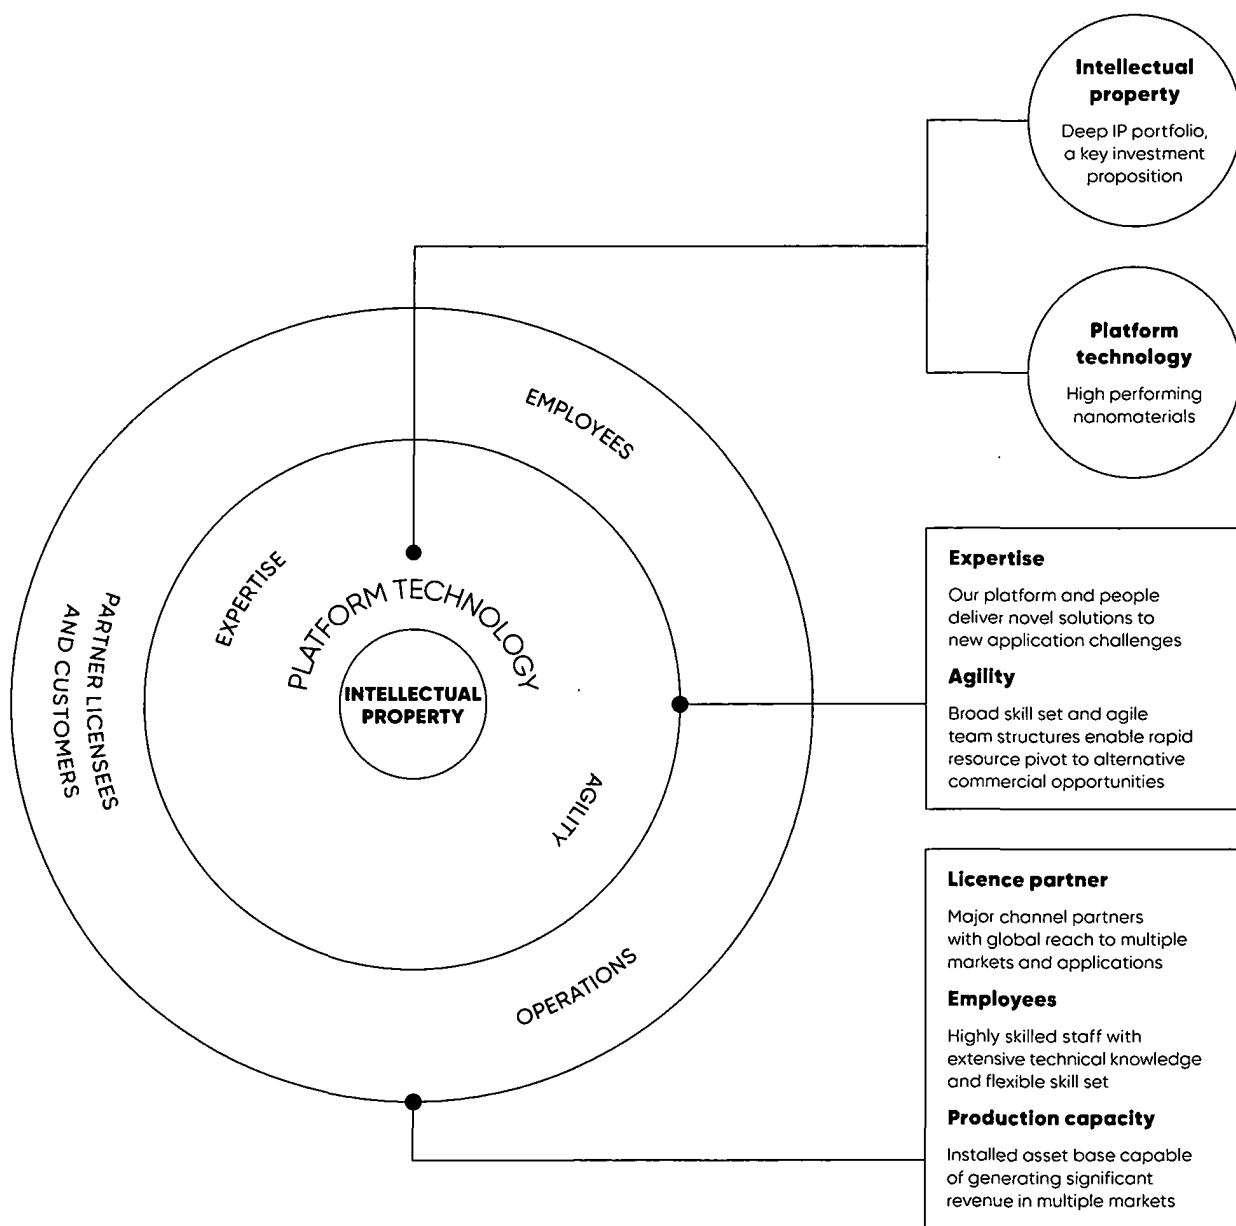 Intellectual
property
Deep IP portfolio,
a key investment
proposition
Platform
technology
High performing
nanomaterials
EMPLOYEES
EXPERTISE
PLATFORM TECHNOLOGY
PARTNER LICENSEES
AND CUSTOMERS
INTELLECTUAL
PROPERTY
AGILITY
OPERATIONS
Expertise
Our platform and people
deliver novel solutions to
new application challenges
Agility
Broad skill set and agile
team structures enable rapid
resource pivot to alternative
commercial opportunities
Licence partner
Major channel partners
with global reach to multiple
markets and applications
Employees
Highly skilled staff with
extensive technical knowledge
and flexible skill set
Production capacity
Installed asset base capable
of generating significant
revenue in multiple markets